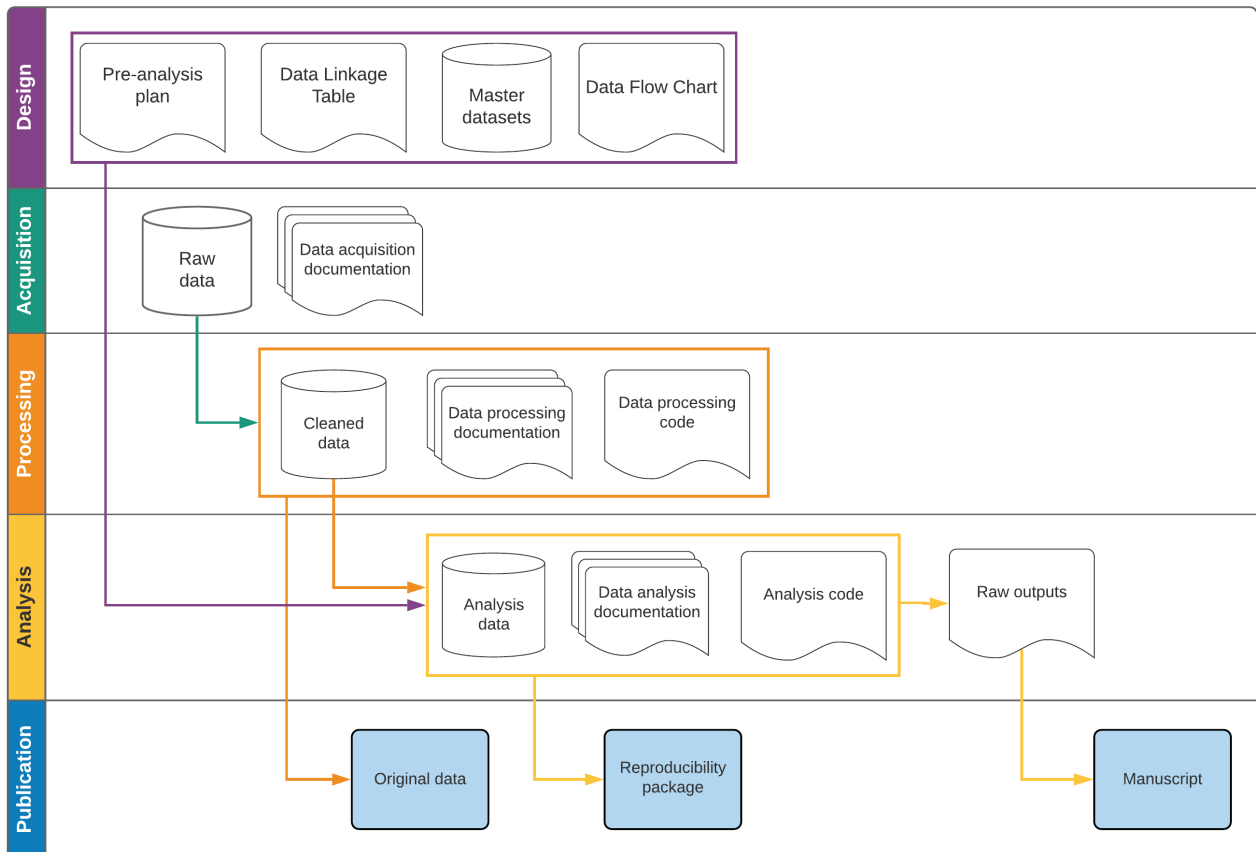 Design
Pre-analysis
plan
Data Linkage
Table
Master
datasets
Data Flow Chart
Acquisition
Raw
data
Data acquisition
documentation
Processing
Cleaned
data
Data processing
documentation
Data processing
code
Analysis
Analysis
data
Data analysis
documentation
Analysis code
Raw outputs
Publication
Original data
Reproducibility
package
Manuscript